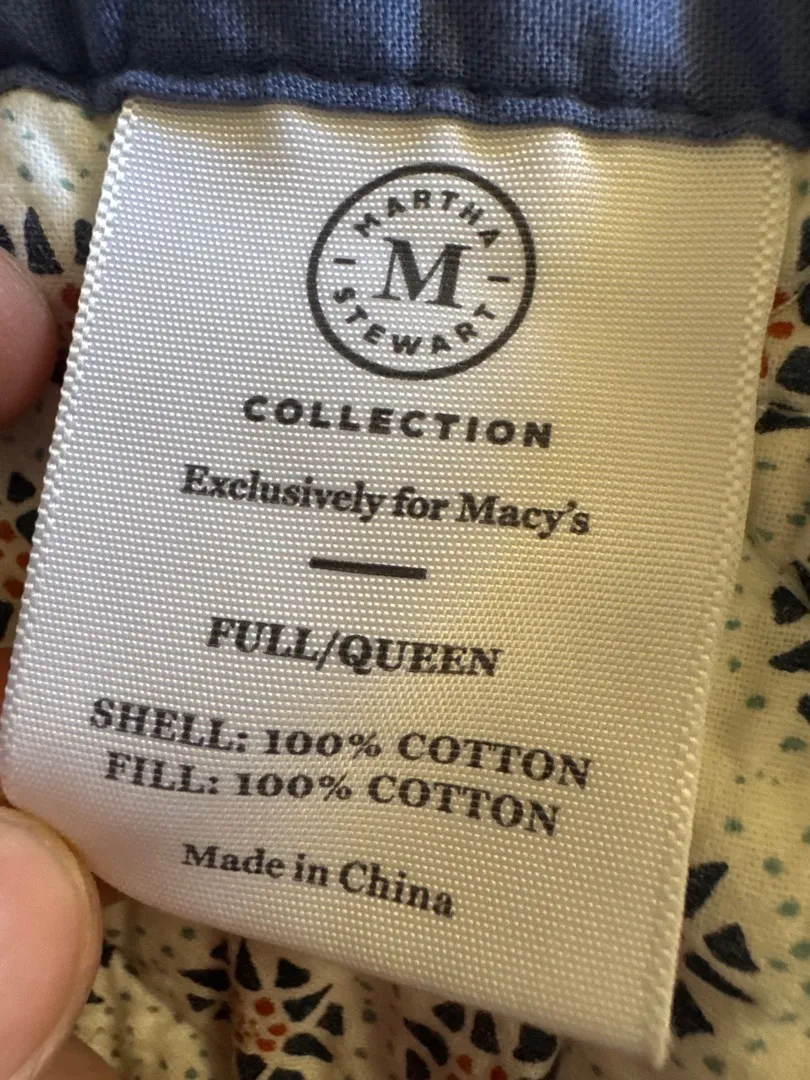 MARTHA
M
STEWART
COLLECTION
Exclusively for Macy's
FULL/QUEEN
SHELL: 100% COTTON
FILL: 100% COTTON
Made in China